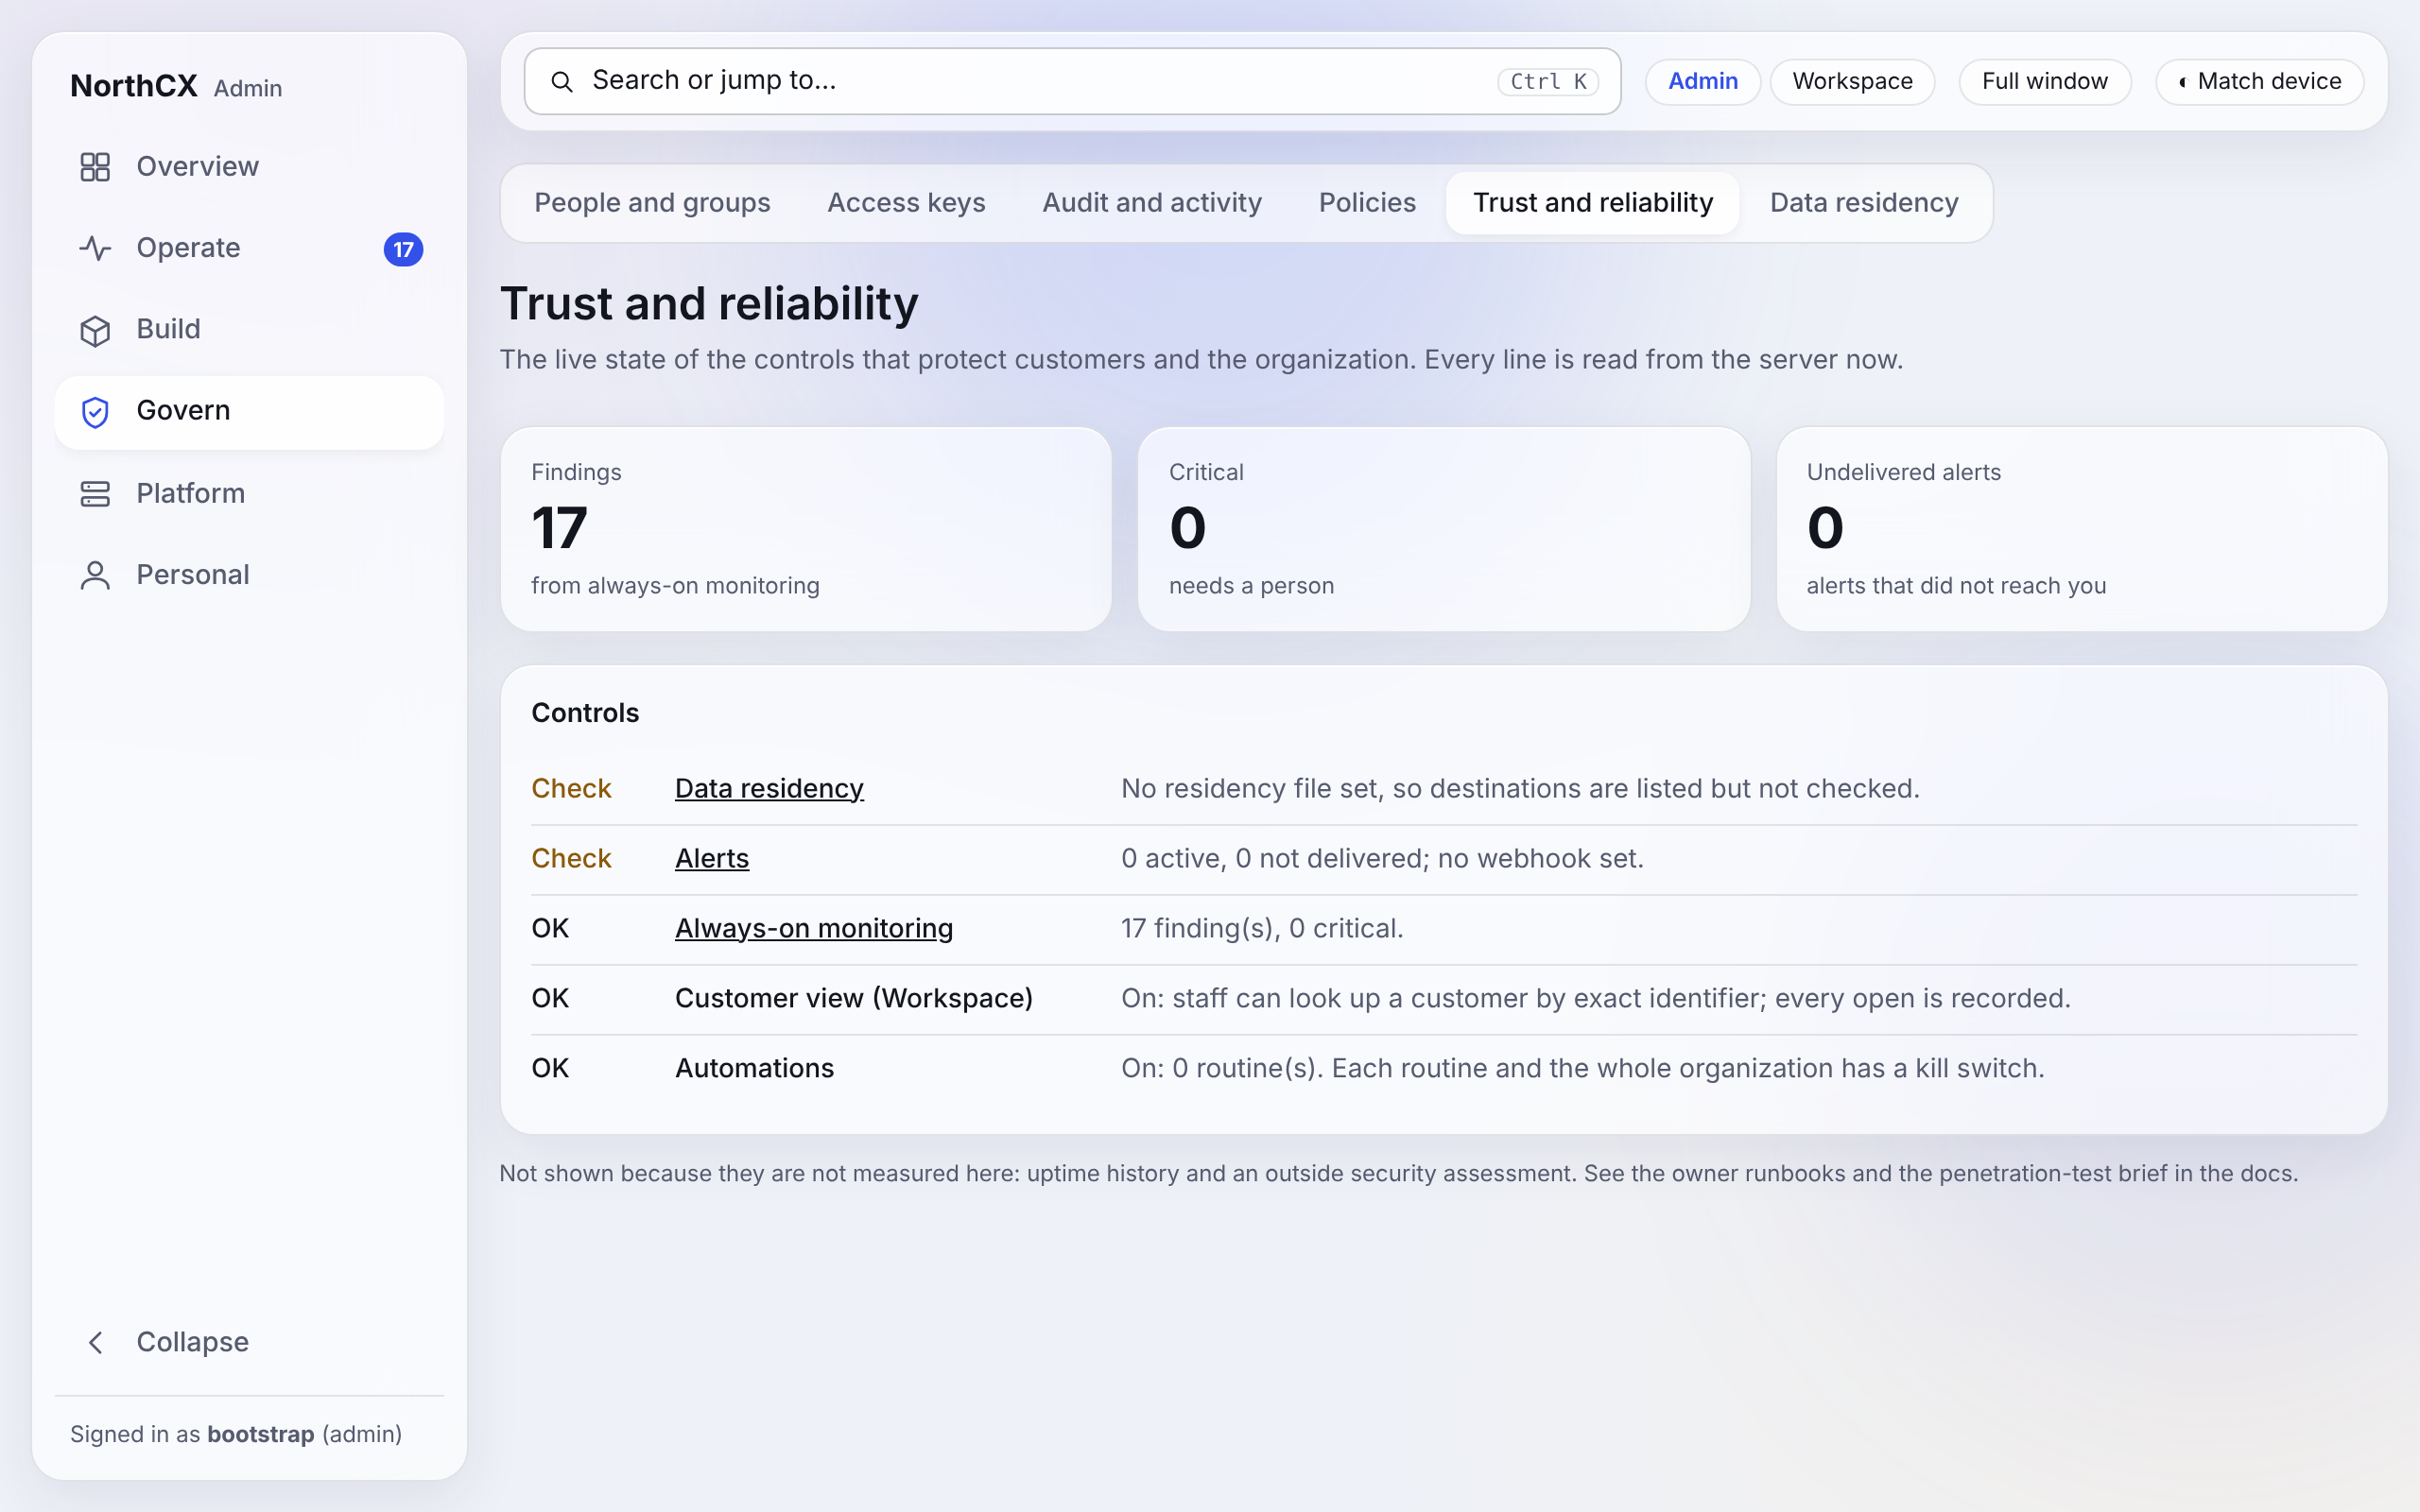 NorthCX Admin
Overview
Operate 17
Build
Govern
Platform
Personal
Collapse
Signed in as bootstrap (admin)
Search or jump to... Ctrl K
Admin Workspace Full window Match device
People and groups Access keys Audit and activity Policies Trust and reliability Data residency
Trust and reliability
The live state of the controls that protect customers and the organization. Every line is read from the server now.
Findings
17
from always-on monitoring
Critical
0
needs a person
Undelivered alerts
0
alerts that did not reach you
Controls
Check Data residency No residency file set, so destinations are listed but not checked.
Check Alerts 0 active, 0 not delivered; no webhook set.
OK Always-on monitoring 17 finding(s), 0 critical.
OK Customer view (Workspace) On: staff can look up a customer by exact identifier; every open is recorded.
OK Automations On: 0 routine(s). Each routine and the whole organization has a kill switch.
Not shown because they are not measured here: uptime history and an outside security assessment. See the owner runbooks and the penetration-test brief in the docs.